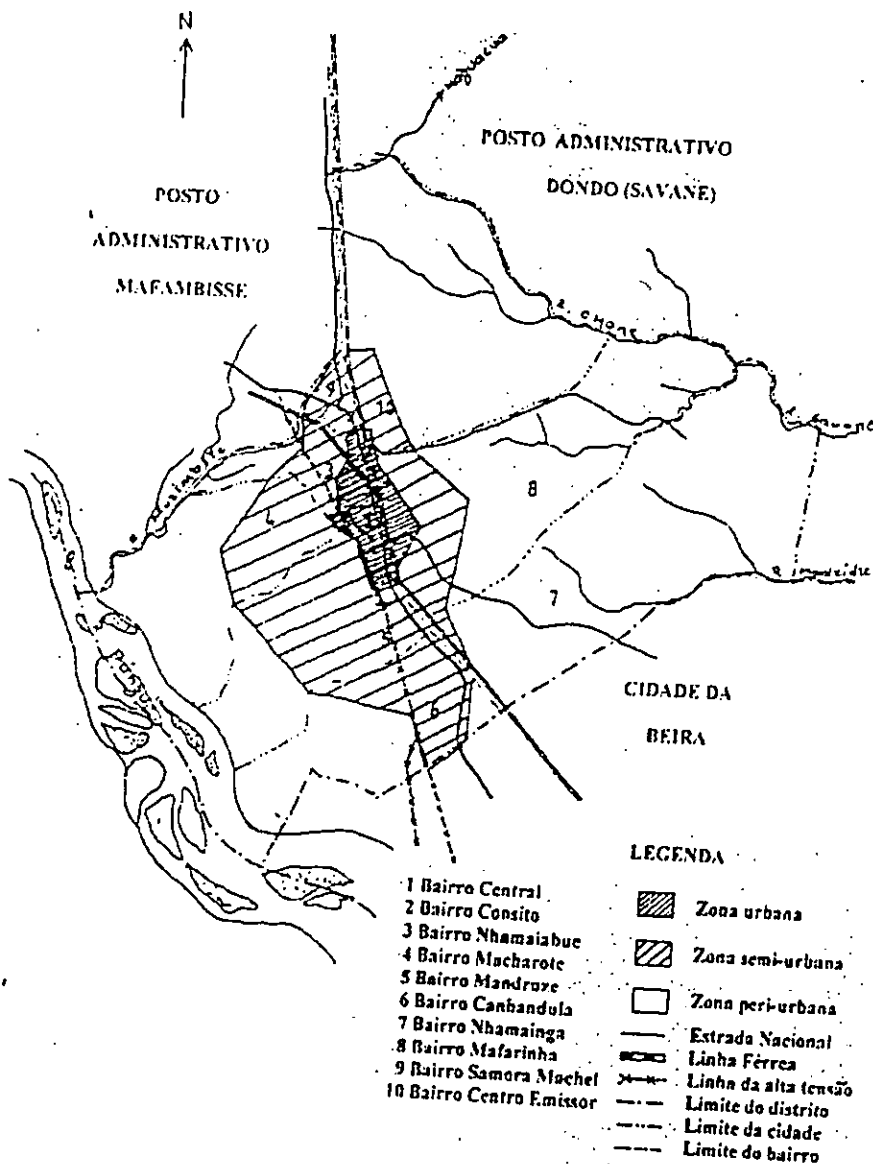 N
POSTO ADMINISTRATIVO
DONDO (SAVANE)
POSTO
ADMINISTRATIVO
MAFAMBISSE
R. CHONE
4
8
7
6
CIDADE DA
BEIRA
LEGENDA
1 Bairro Central
2 Bairro Consito
3 Bairro Nhamaiabue
4 Bairro Macharote
5 Bairro Mandruze
6 Bairro Canhandula
7 Bairro Nhamainga
8 Bairro Mafarinha
9 Bairro Samora Machel
10 Bairro Centro Emissor
Zona urbana
Zona semi-urbana
Zona peri-urbana
Estrada Nacional
Linha Férrea
Linha da alta tensão
Limite do distrito
Limite da cidade
Limite do bairro